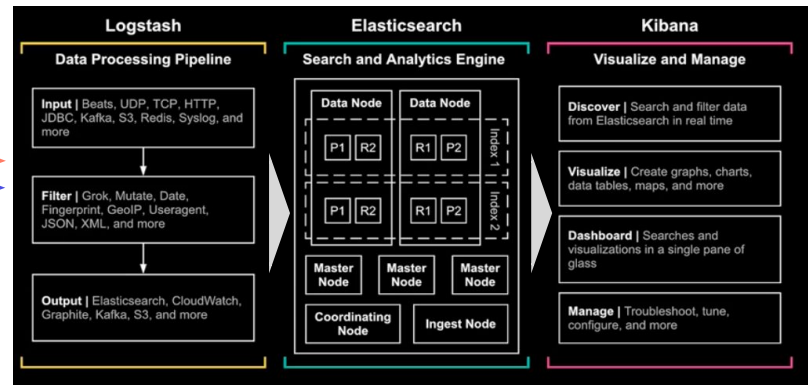 Logstash
Data Processing Pipeline
Input | Beats, UDP, TCP, HTTP,
JDBC, Kafka, S3, Redis, Syslog, and
more
Filter | Grok, Mutate, Date,
Fingerprint, GeoIP, Useragent,
JSON, XML, and more
Output | Elasticsearch, CloudWatch,
Graphite, Kafka, S3, and more
Elasticsearch
Search and Analytics Engine
Data Node
Data Node
P1 R2 R1 P2
Index 1
P1 R2 R1 P2
Index 2
Master
Node
Master
Node
Master
Node
Coordinating
Node
Ingest Node
Kibana
Visualize and Manage
Discover | Search and filter data
from Elasticsearch in real time
Visualize | Create graphs, charts,
data tables, maps, and more
Dashboard | Searches and
visualizations in a single pane of
glass
Manage | Troubleshoot, tune,
configure, and more